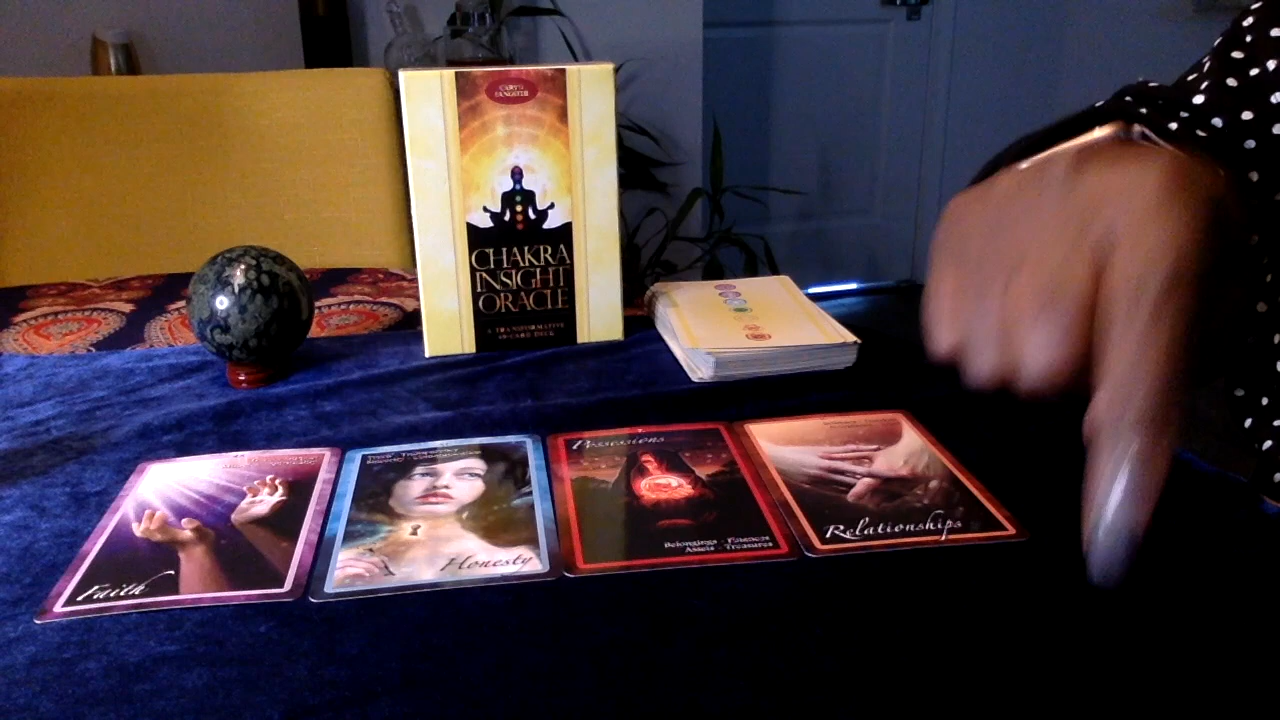 CARYN
SANGSTER
CHAKRA
INSIGHT
ORACLE
A TRANSFORMATIVE
49-CARD DECK
Faith
Honesty
Possessions
Belongings · Finances
Assets · Treasures
Relationships